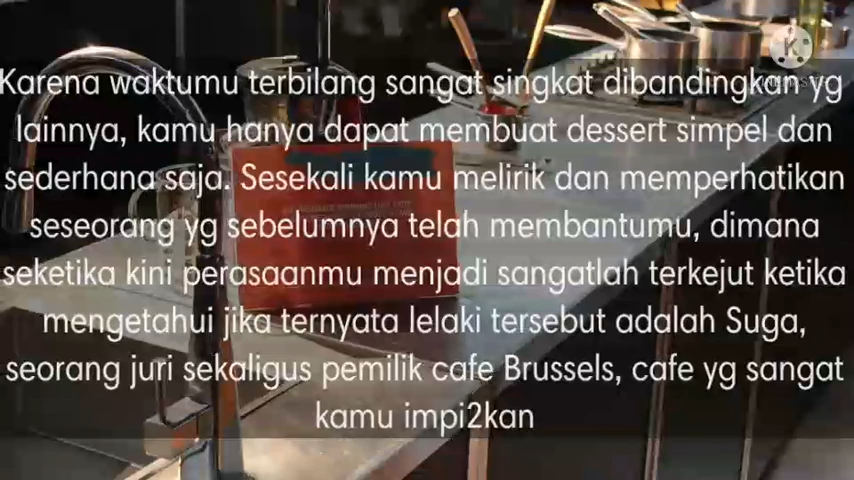 Karena waktumu terbilang sangat singkat dibandingkan yg
lainnya, kamu hanya dapat membuat dessert simpel dan
sederhana saja. Sesekali kamu melirik dan memperhatikan
seseorang yg sebelumnya telah membantumu, dimana
seketika kini perasaanmu menjadi sangatlah terkejut ketika
mengetahui jika ternyata lelaki tersebut adalah Suga,
seorang juri sekaligus pemilik cafe Brussels, cafe yg sangat
kamu impi2kan